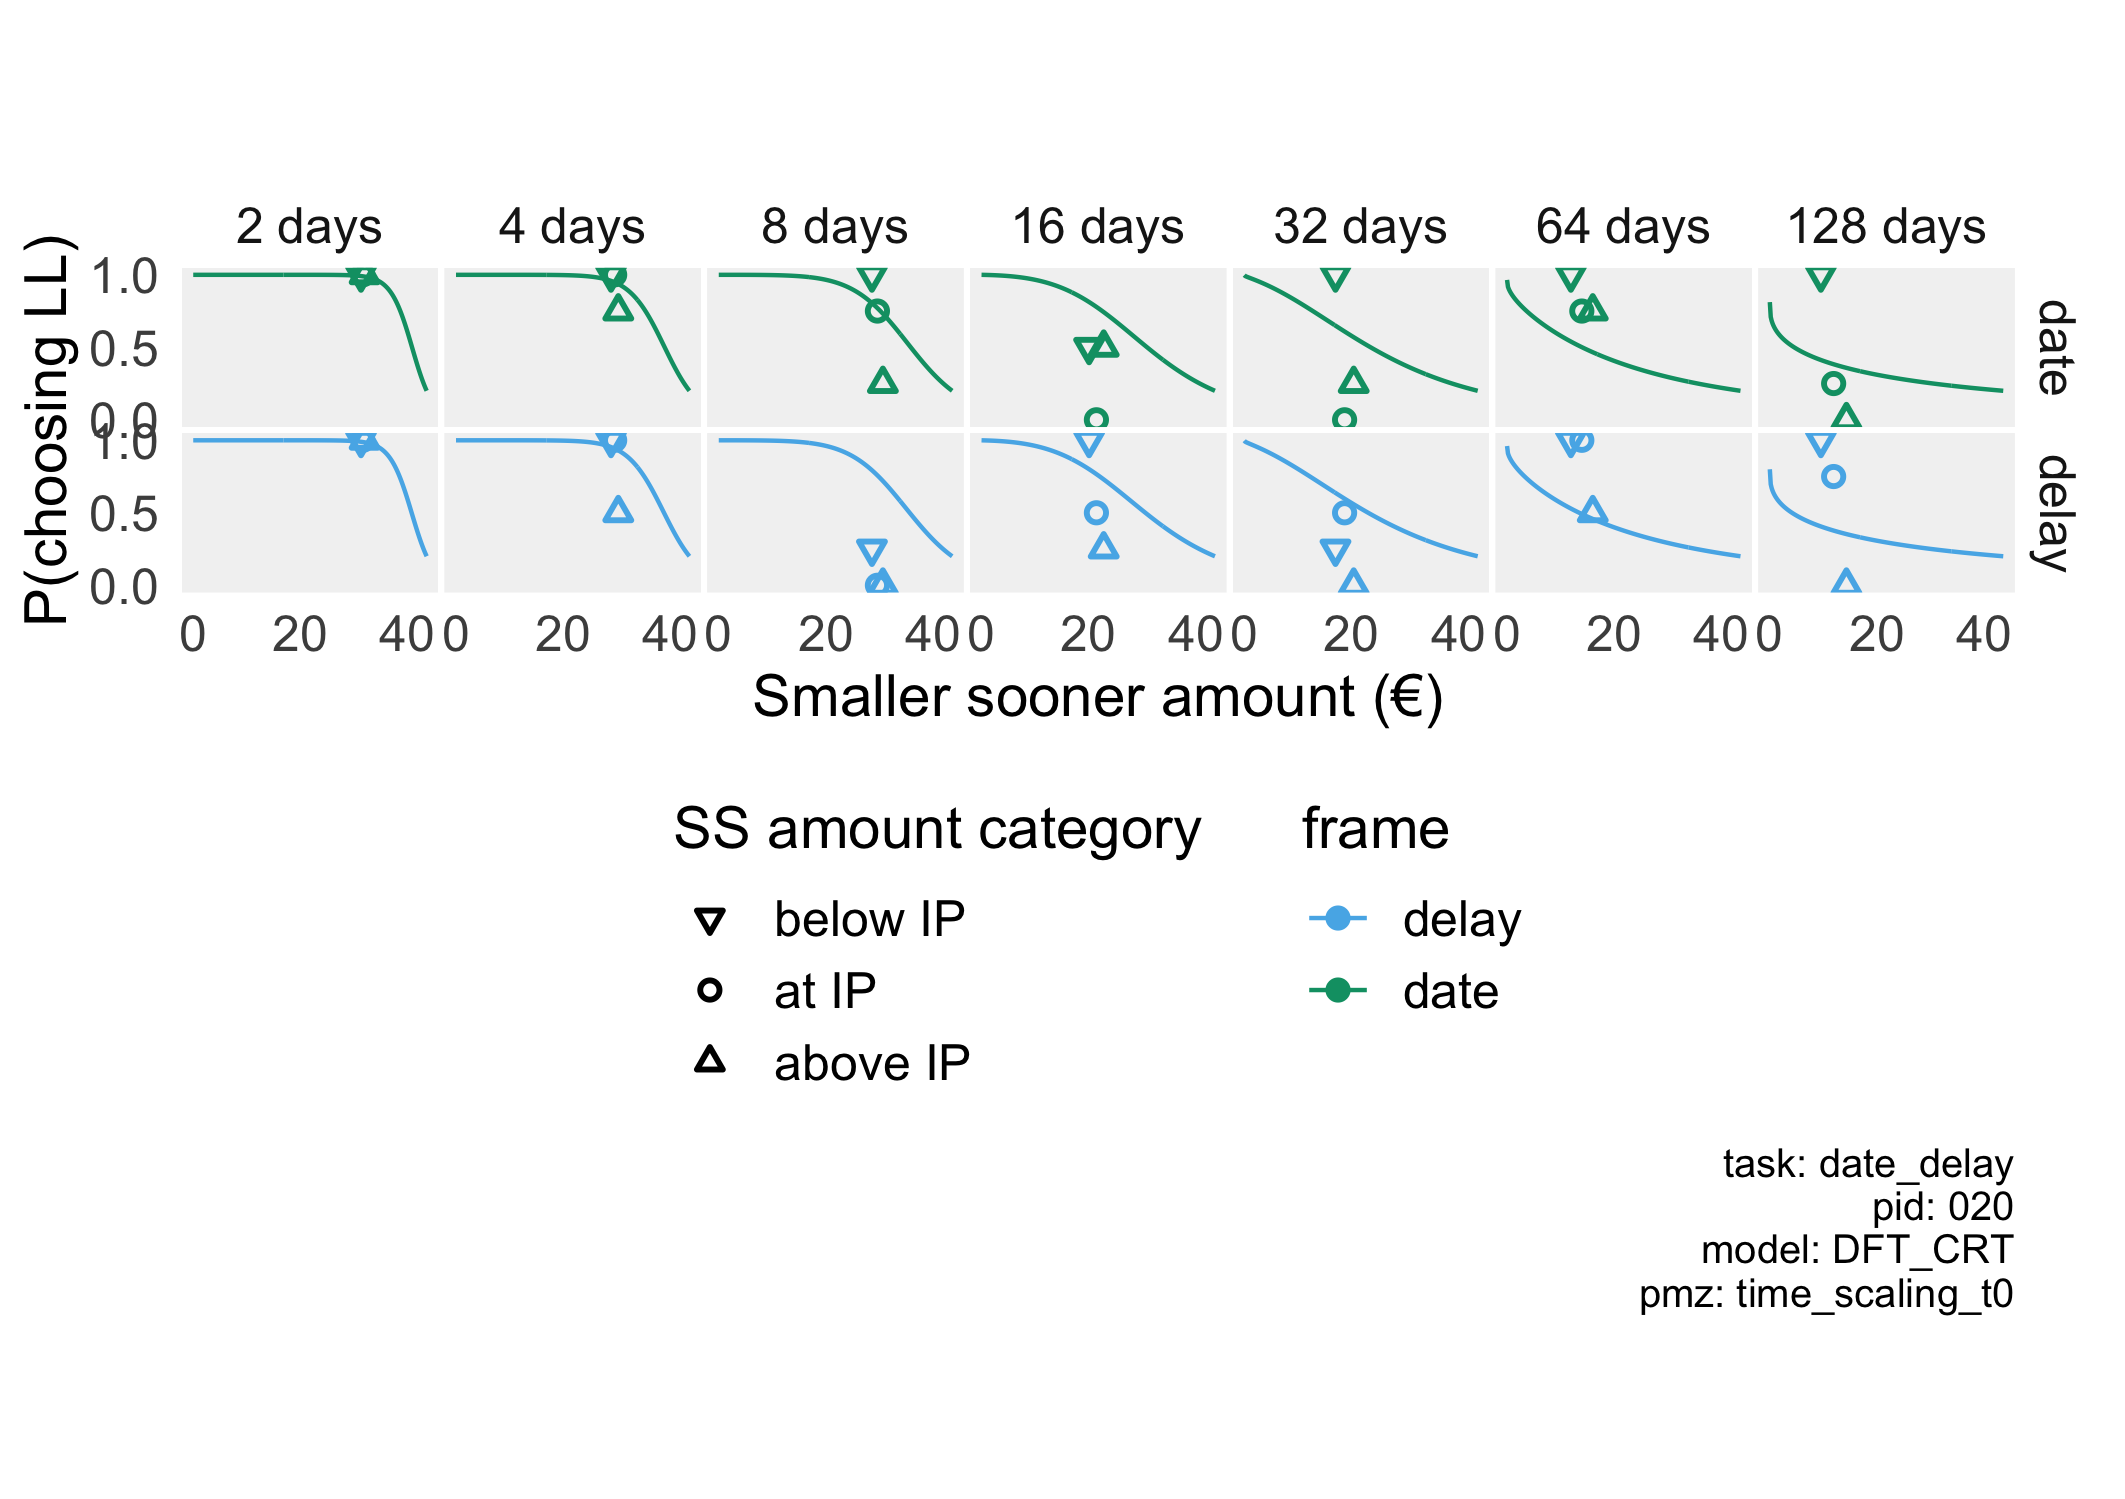 2 days 4 days 8 days 16 days 32 days 64 days 128 days
P(choosing LL)
1.0
0.5
0.0
date
1.0
0.5
0.0
delay
0 20 40 0 20 40 0 20 40 0 20 40 0 20 40 0 20 40 0 20 40
Smaller sooner amount (€)
SS amount category
below IP
at IP
above IP
frame
delay
date
task: date_delay
pid: 020
model: DFT_CRT
pmz: time_scaling_t0